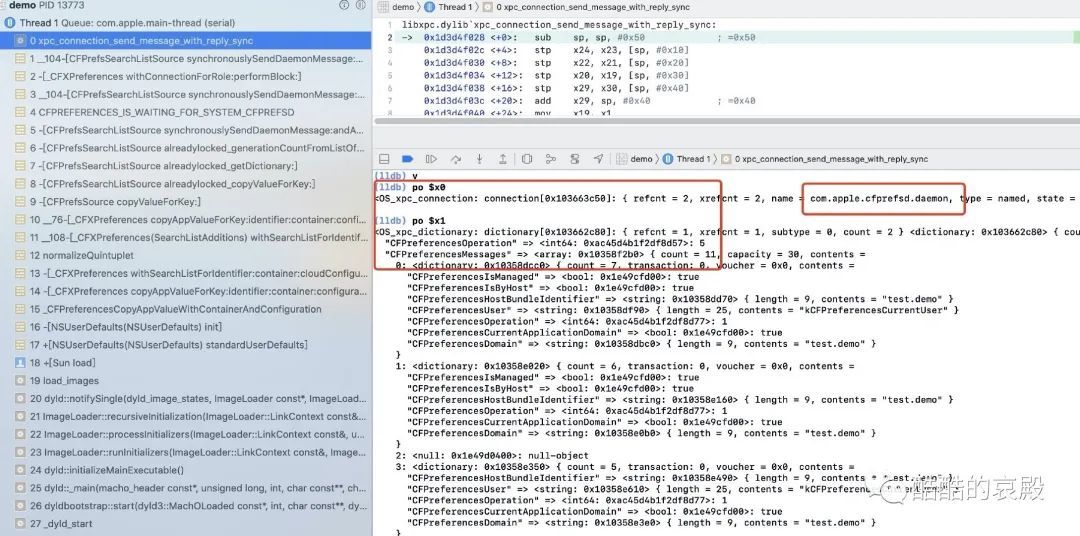 demo PID 13773
Thread 1 Queue: com.apple.main-thread (serial)
0 xpc_connection_send_message_with_reply_sync
1 __104-[CFPrefsSearchListSource synchronouslySendDaemonMessage:...
2 -[_CFXPreferences withConnectionForRole:performBlock:]
3 __104-[CFPrefsSearchListSource synchronouslySendDaemonMessage:...
4 CFPREFERENCES_IS_WAITING_FOR_SYSTEM_CFPREFSD
5 -[CFPrefsSearchListSource synchronouslySendDaemonMessage:andA...
6 -[CFPrefsSearchListSource alreadylocked_generationCountFromListOf...
7 -[CFPrefsSearchListSource alreadylocked_getDictionary:]
8 -[CFPrefsSearchListSource alreadylocked_copyValueForKey:]
9 -[CFPrefsSource copyValueForKey:]
10 __76-[_CFXPreferences copyAppValueForKey:identifier:container:confi...
11 __108-[_CFXPreferences(SearchListAdditions) withSearchListForIdentif...
12 normalizeQuintuplet
13 -[_CFXPreferences withSearchListForIdentifier:container:cloudConfigu...
14 -[_CFXPreferences copyAppValueForKey:identifier:container:configura...
15 _CFPreferencesCopyAppValueWithContainerAndConfiguration
16 -[NSUserDefaults(NSUserDefaults) init]
17 +[NSUserDefaults(NSUserDefaults) standardUserDefaults]
18 +[Sun load]
19 load_images
20 dyld::notifySingle(dyld_image_states, ImageLoader const*, ImageLoad...
21 ImageLoader::recursiveInitialization(ImageLoader::LinkContext const&...
22 ImageLoader::processInitializers(ImageLoader::LinkContext const&, u...
23 ImageLoader::runInitializers(ImageLoader::LinkContext const&, Image...
24 dyld::initializeMainExecutable()
25 dyld::_main(macho_header const*, unsigned long, int, char const**, ch...
26 dyldbootstrap::start(dyld3::MachOLoaded const*, int, char const**, dy...
27 _dyld_start
demo Thread 1 0 xpc_connection_send_message_with_reply_sync
1 libxpc.dylib`xpc_connection_send_message_with_reply_sync:
2 -> 0x1d3d4f028 <+0>: sub sp, sp, #0x50 ; =0x50
3 0x1d3d4f02c <+4>: stp x24, x23, [sp, #0x10]
4 0x1d3d4f030 <+8>: stp x22, x21, [sp, #0x20]
5 0x1d3d4f034 <+12>: stp x20, x19, [sp, #0x30]
6 0x1d3d4f038 <+16>: stp x29, x30, [sp, #0x40]
7 0x1d3d4f03c <+20>: add x29, sp, #0x40 ; =0x40
8 0x1d3d4f040 <+24>: mov x19, x1
demo Thread 1 0 xpc_connection_send_message_with_reply_sync
(lldb) v
(lldb) po $x0
<OS_xpc_connection: connection[0x103663c50]: { refcnt = 2, xrefcnt = 2, name = com.apple.cfprefsd.daemon, type = named, state =
(lldb) po $x1
<OS_xpc_dictionary: dictionary[0x103662c80]: { refcnt = 1, xrefcnt = 1, subtype = 0, count = 2 } <dictionary: 0x103662c80> { count
"CFPreferencesOperation" => <int64: 0xac45d4b1f2df8d57>: 5
"CFPreferencesMessages" => <array: 0x10358f2b0> { count = 11, capacity = 30, contents =
0: <dictionary: 0x10358dcc0> { count = 7, transaction: 0, voucher = 0x0, contents =
"CFPreferencesIsManaged" => <bool: 0x1e49cfd00>: true
"CFPreferencesIsByHost" => <bool: 0x1e49cfd00>: true
"CFPreferencesHostBundleIdentifier" => <string: 0x10358dd70> { length = 9, contents = "test.demo" }
"CFPreferencesUser" => <string: 0x10358df90> { length = 25, contents = "kCFPreferencesCurrentUser" }
"CFPreferencesOperation" => <int64: 0xac45d4b1f2df8d77>: 1
"CFPreferencesCurrentApplicationDomain" => <bool: 0x1e49cfd00>: true
"CFPreferencesDomain" => <string: 0x10358dbc0> { length = 9, contents = "test.demo" }
}
1: <dictionary: 0x10358e020> { count = 6, transaction: 0, voucher = 0x0, contents =
"CFPreferencesIsManaged" => <bool: 0x1e49cfd00>: true
"CFPreferencesIsByHost" => <bool: 0x1e49cfd00>: true
"CFPreferencesHostBundleIdentifier" => <string: 0x10358e160> { length = 9, contents = "test.demo" }
"CFPreferencesOperation" => <int64: 0xac45d4b1f2df8d77>: 1
"CFPreferencesCurrentApplicationDomain" => <bool: 0x1e49cfd00>: true
"CFPreferencesDomain" => <string: 0x10358e0b0> { length = 9, contents = "test.demo" }
}
2: <null: 0x1e49d0400>: null-object
3: <dictionary: 0x10358e350> { count = 5, transaction: 0, voucher = 0x0, contents =
"CFPreferencesHostBundleIdentifier" => <string: 0x10358e490> { length = 9, contents = "test.demo" }
"CFPreferencesUser" => <string: 0x10358e610> { length = 25, contents = "kCFPreferences
"CFPreferencesOperation" => <int64: 0xac45d4b1f2df8d77>: 1
"CFPreferencesCurrentApplicationDomain" => <bool: 0x1e49cfd00>: true
"CFPreferencesDomain" => <string: 0x10358e3e0> { length = 9, contents = "test.demo" }
}
酷酷的哀殿